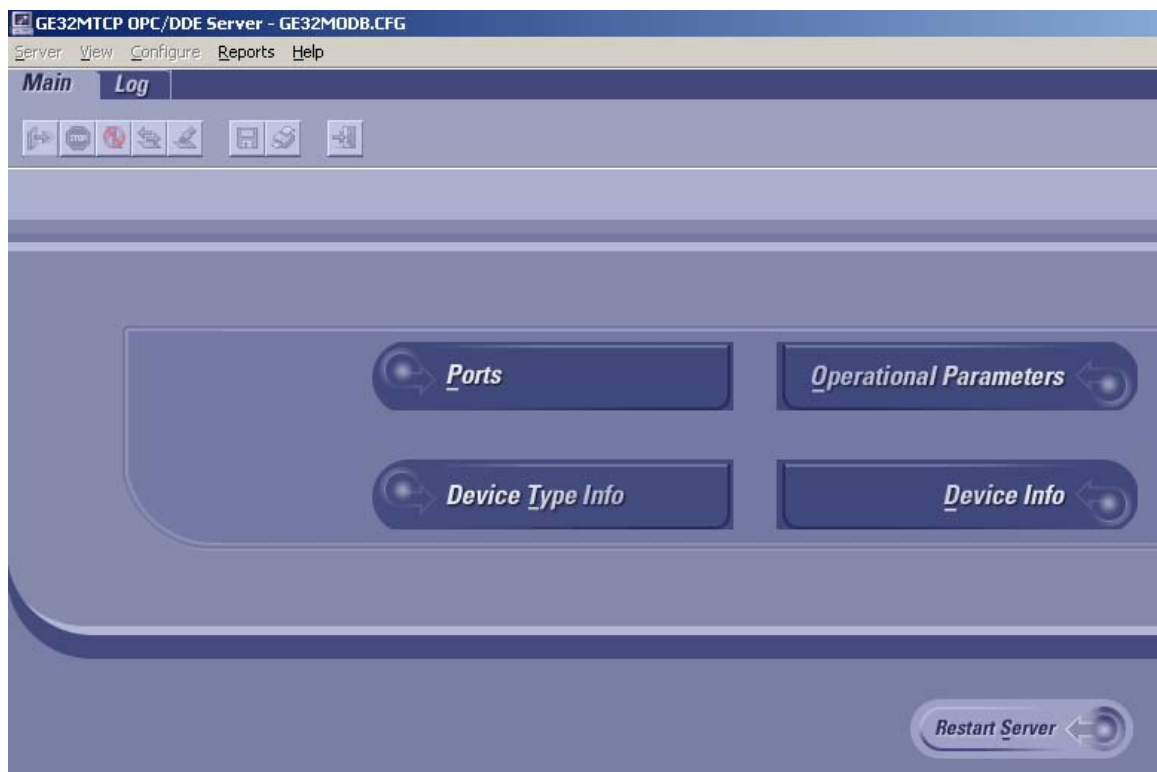 GE32MTCP OPC/DDE Server - GE32MODB.CFG
Server View Configure Reports Help
Main Log
STOP
Ports Operational Parameters
Device Type Info Device Info
Restart Server